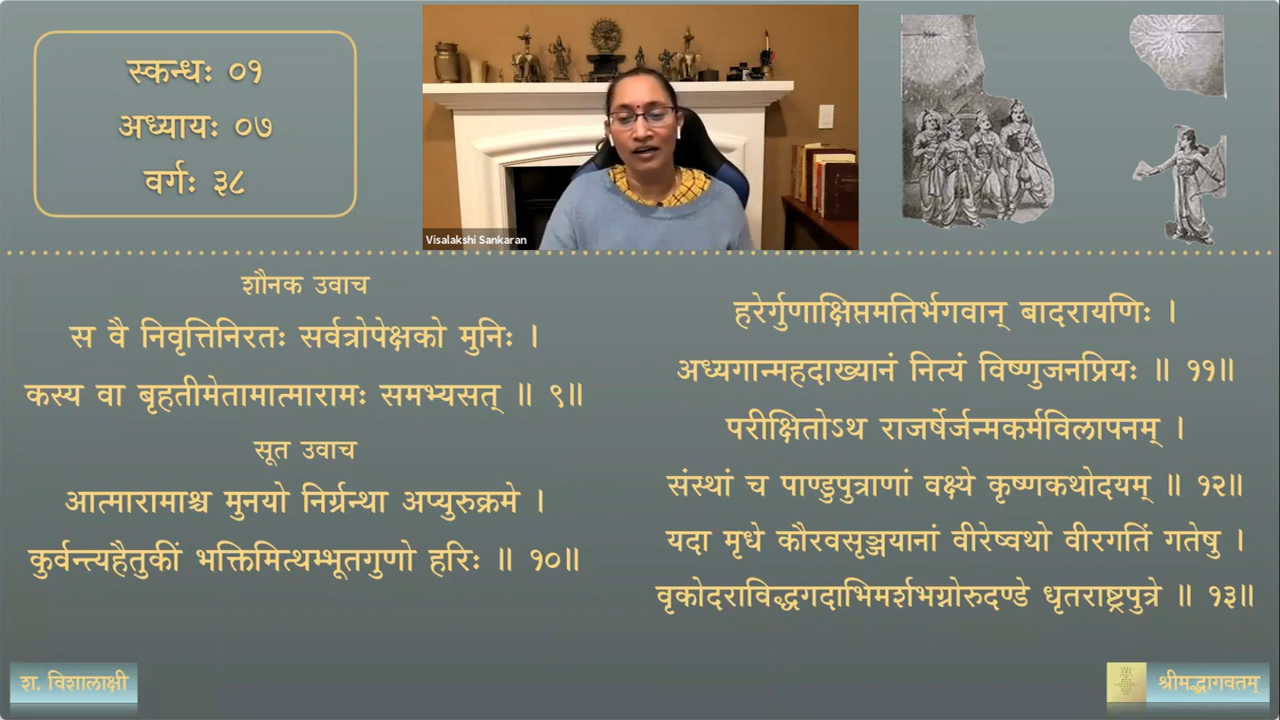 स्कन्धः ०१
अध्यायः ०७
वर्गः ३८
Visalakshi Sankaran
शौनक उवाच
स वै निवृत्तिनिरतः सर्वत्रोपेक्षको मुनिः ।
कस्य वा बृहतीमेतामात्मारामः समभ्यसत् ॥ ९॥
सूत उवाच
आत्मारामाश्च मुनयो निर्ग्रन्था अप्युरुक्रमे ।
कुर्वन्त्यहैतुकीं भक्तिमित्थम्भूतगुणो हरिः ॥ १०॥
हरेर्गुणाक्षिप्तमतिर्भगवान् बादरायणिः ।
अध्यगान्महदाख्यानं नित्यं विष्णुजनप्रियः ॥ ११॥
परीक्षितोऽथ राजर्षेर्जन्मकर्मविलापनम् ।
संस्थां च पाण्डुपुत्राणां वक्ष्ये कृष्णकथोदयम् ॥ १२॥
यदा मृधे कौरवसृञ्जयानां वीरेष्वथो वीरगतिं गतेषु ।
वृकोदराविद्धगदाभिमर्शभग्नोरुदण्डे धृतराष्ट्रपुत्रे ॥ १३॥
श. विशालाक्षी
श्रीमद्भागवतम्